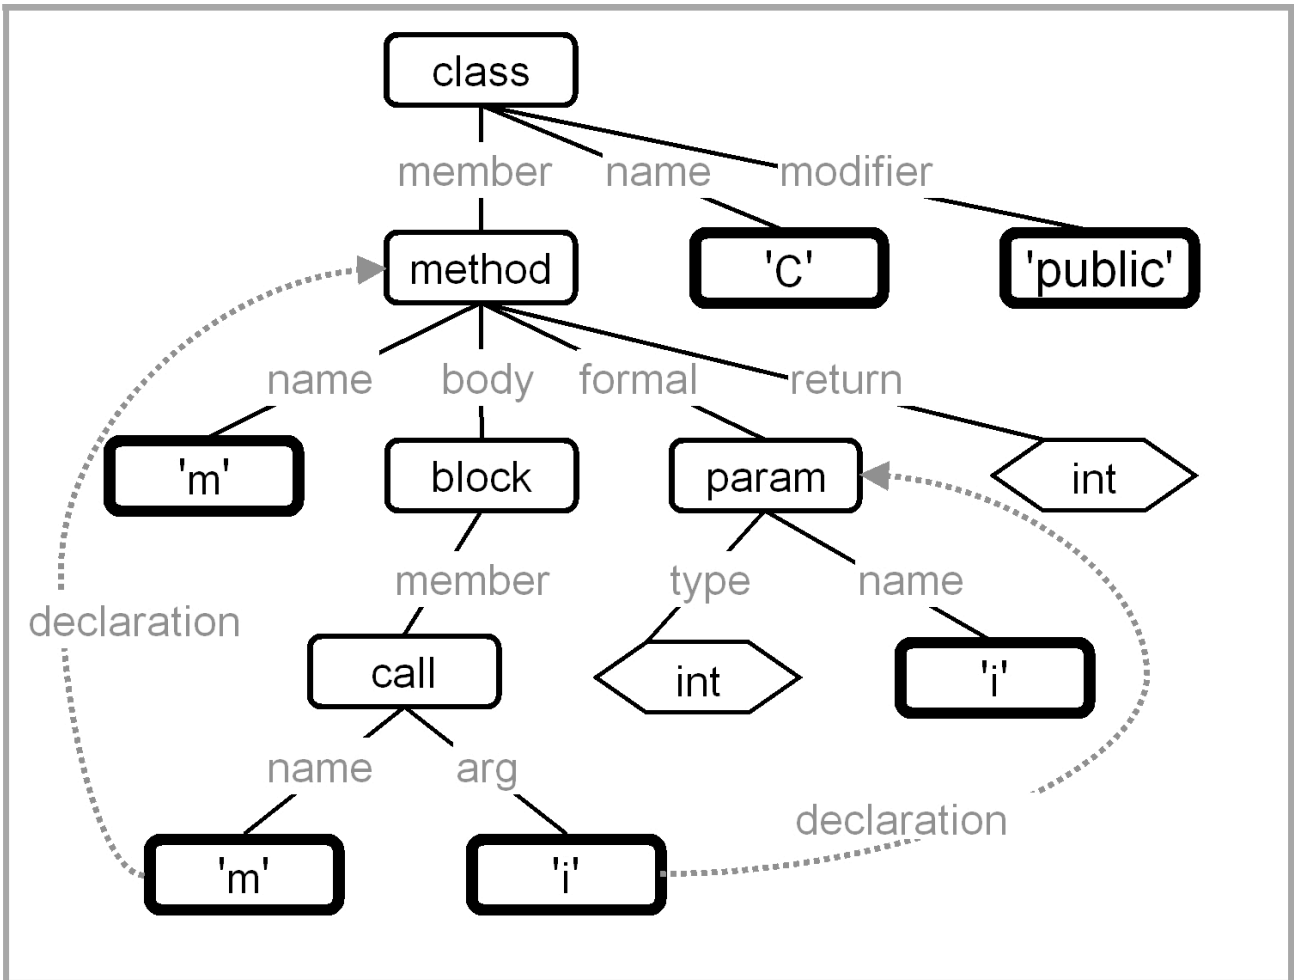 class
member name modifier
method 'C' 'public'
name body formal return
'm' block param int
member type name
declaration
call int 'i'
name arg
declaration
'm' 'i'